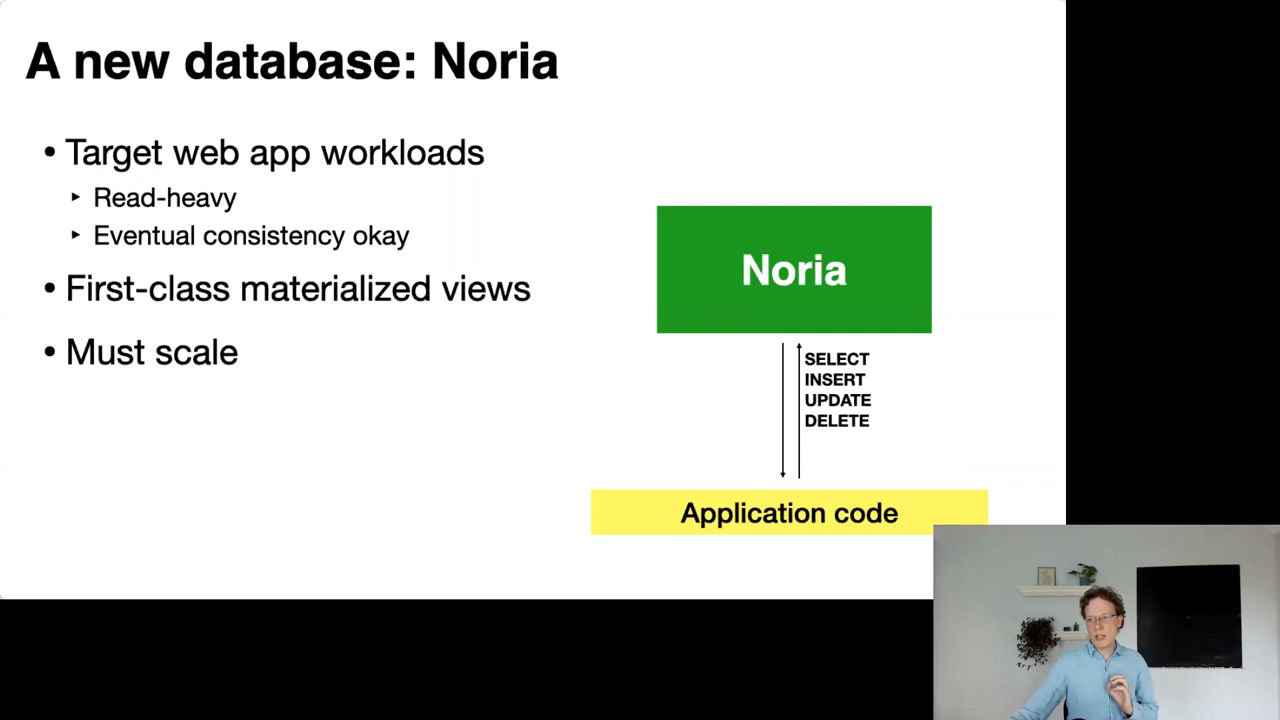 A new database: Noria
• Target web app workloads
‣ Read-heavy
‣ Eventual consistency okay
• First-class materialized views
• Must scale
Noria
SELECT
INSERT
UPDATE
DELETE
Application code